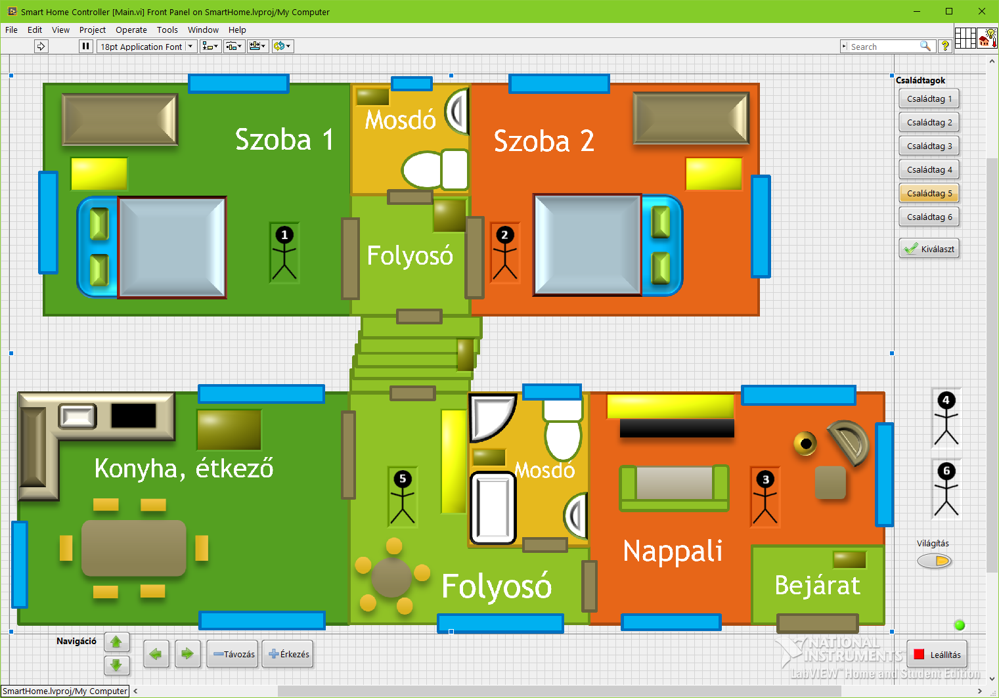 Smart Home Controller [Main.vi] Front Panel on SmartHome.lvproj/My Computer
File Edit View Project Operate Tools Window Help
18pt Application Font
Search
?
Családtagok
Családtag 1
Családtag 2
Családtag 3
Családtag 4
Családtag 5
Családtag 6
Kiválaszt
Szoba 1
Mosdó
Szoba 2
1
Folyosó
2
4
6
Konyha, étkező
5
Mosdó
3
Nappali
Folyosó
Bejárat
Világítás
Navigáció
Távozás
Érkezés
Leállítás
NATIONAL
INSTRUMENTS
LabVIEW™ Home and Student Edition
SmartHome.lvproj/My Computer